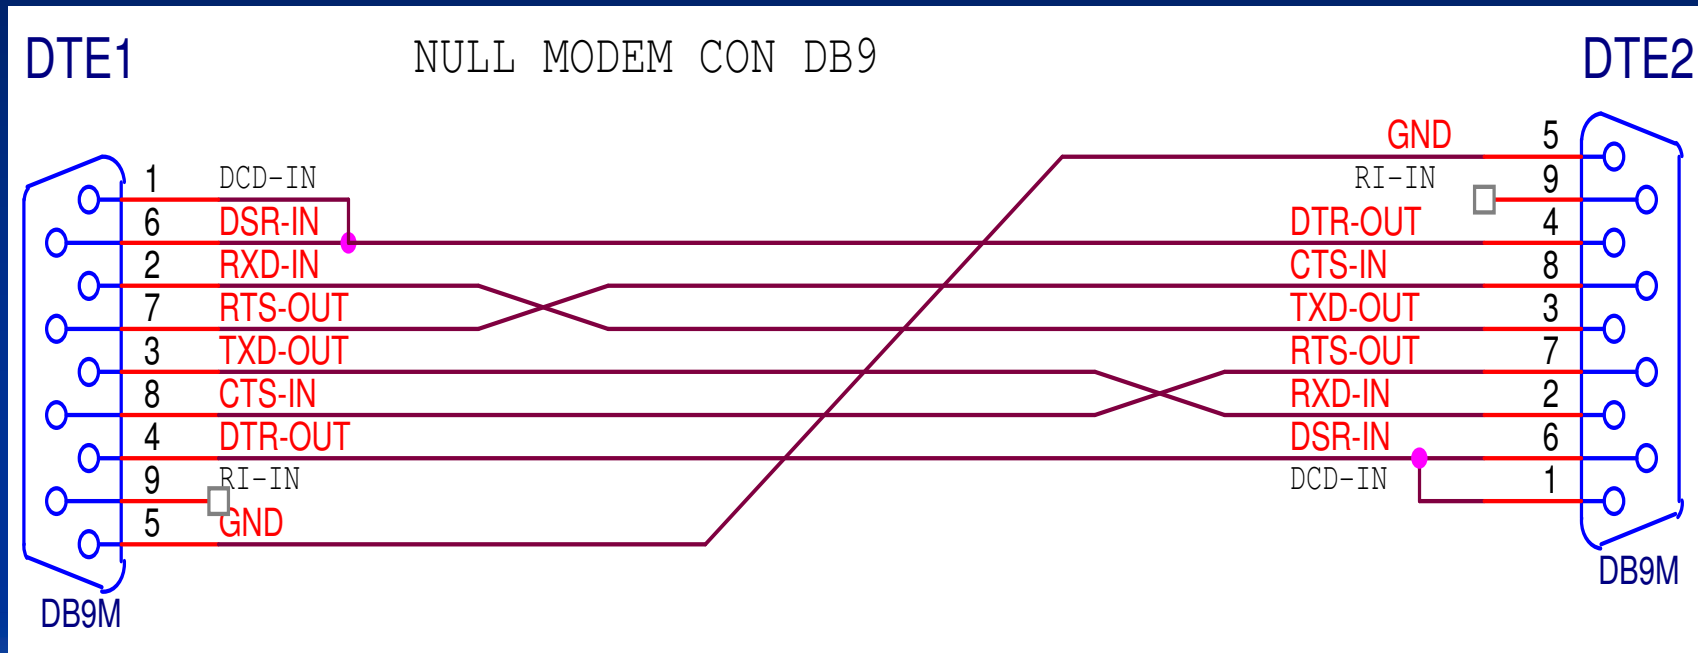 DTE1
NULL MODEM CON DB9
DTE2
1 DCD-IN
6 DSR-IN
2 RXD-IN
7 RTS-OUT
3 TXD-OUT
8 CTS-IN
4 DTR-OUT
9 RI-IN
5 GND
DB9M
GND 5
RI-IN 9
DTR-OUT 4
CTS-IN 8
TXD-OUT 3
RTS-OUT 7
RXD-IN 2
DSR-IN 6
DCD-IN 1
DB9M